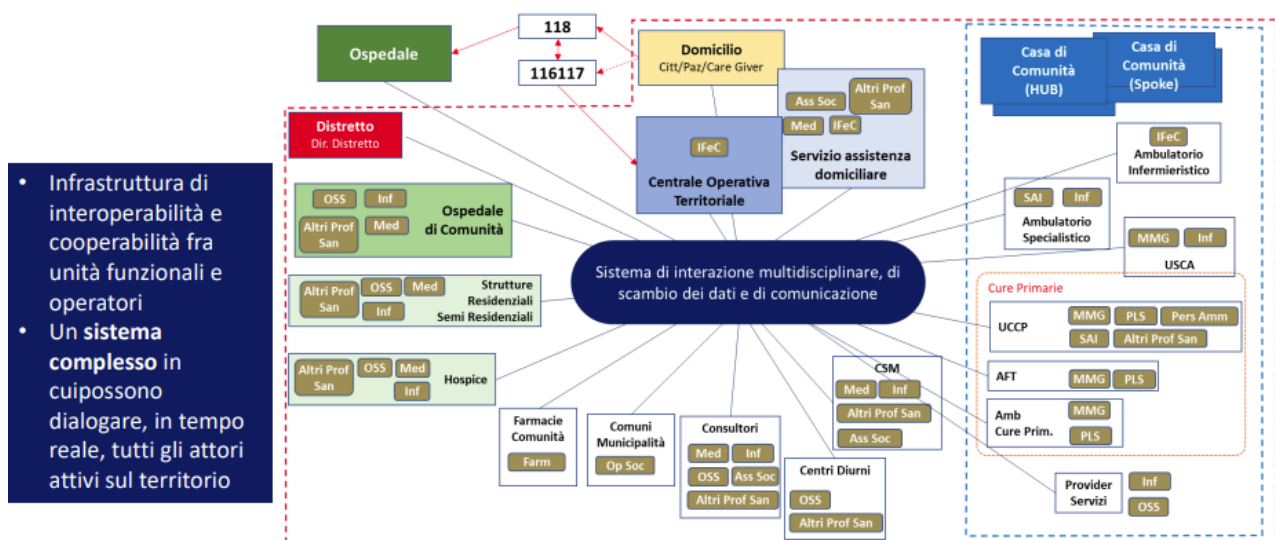 Ospedale
118
116117
Domicilio
Citt/Paz/Care Giver
Casa di
Comunità
(HUB)
Casa di
Comunità
(Spoke)
Distretto
Dir. Distretto
IFeC
Centrale Operativa
Territoriale
Ass Soc
Altri Prof
San
Med
IFeC
Servizio assistenza
domiciliare
IFeC
Ambulatorio
Infermieristico
SAI
Inf
Ambulatorio
Specialistico
MMG
Inf
USCA
• Infrastruttura di
interoperabilità e
cooperabilità fra
unità funzionali e
operatori
• Un sistema
complesso in
cuipossono
dialogare, in tempo
reale, tutti gli attori
attivi sul territorio
OSS
Inf
Altri Prof
San
Med
Ospedale
di Comunità
Sistema di interazione multidisciplinare, di
scambio dei dati e di comunicazione
Altri Prof
San
OSS
Med
Inf
Strutture
Residenziali
Semi Residenziali
Altri Prof
San
OSS
Med
Inf
Hospice
Cure Primarie
UCCP
MMG
PLS
Pers Amm
SAI
Altri Prof San
AFT
MMG
PLS
Amb
Cure Prim.
MMG
PLS
Farmacie
Comunità
Farm
Comuni
Municipalità
Op Soc
Consultori
Med
Inf
OSS
Ass Soc
Altri Prof San
Centri Diurni
OSS
Altri Prof San
CSM
Med
Inf
Altri Prof San
Ass Soc
Provider
Servizi
Inf
OSS